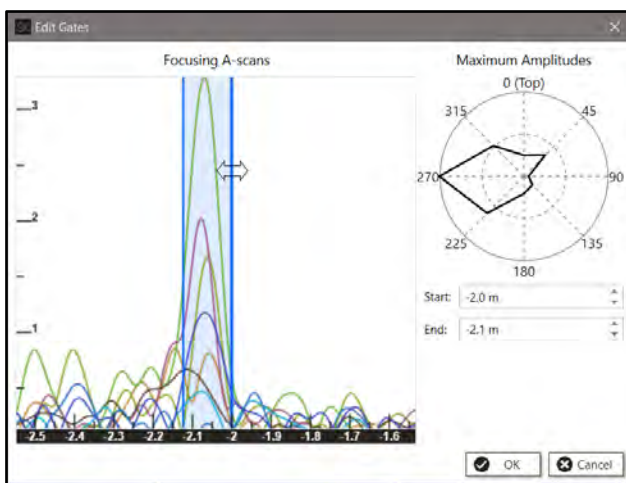 Edit Gates
Focusing A-scans
3
2
1
-2.5 -2.4 -2.3 -2.2 -2.1 -2 -1.9 -1.8 -1.7 -1.6
Maximum Amplitudes
0 (Top)
315 45
270 90
225 135
180
Start: -2.0 m
End: -2.1 m
OK Cancel